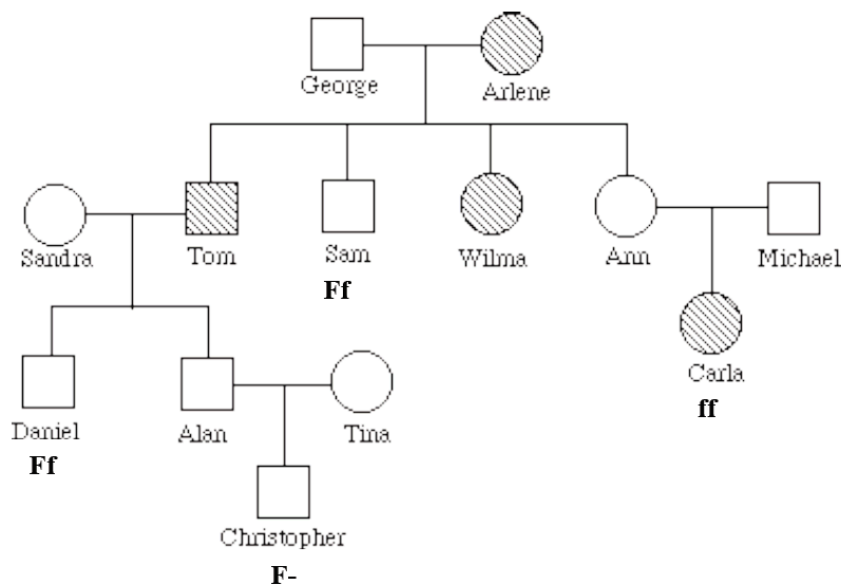 George
Arlene
Sandra
Tom
Sam
Wilma
Ann
Michael
Ff
Carla
ff
Daniel
Alan
Tina
Ff
Christopher
F-